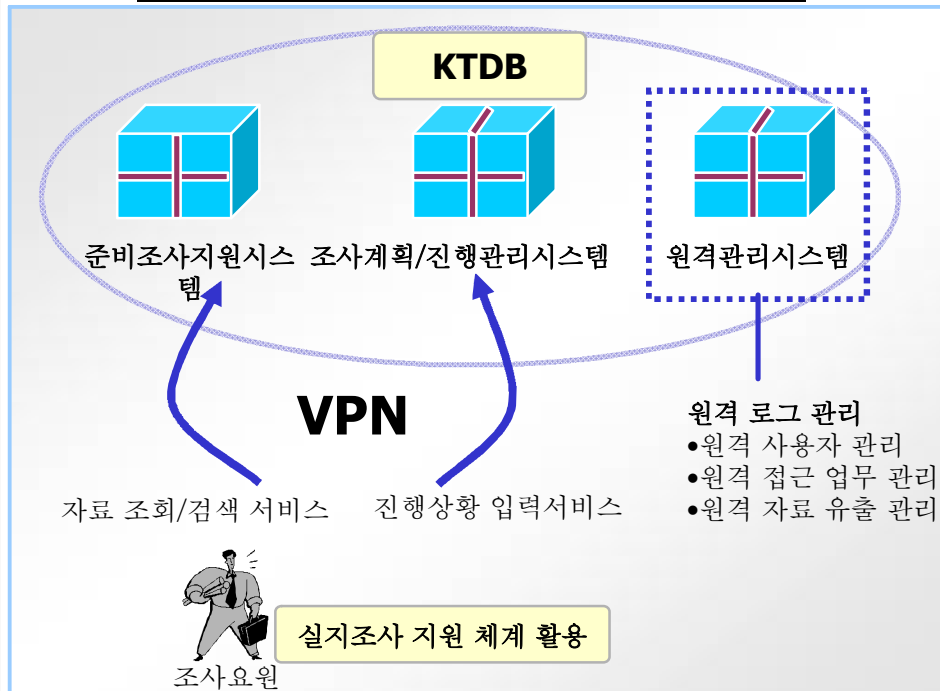 KTDB
준비조사지원시스
템
조사계획/진행관리시스템
원격관리시스템
VPN
원격 로그 관리
•원격 사용자 관리
•원격 접근 업무 관리
•원격 자료 유출 관리
자료 조회/검색 서비스
진행상황 입력서비스
실지조사 지원 체계 활용
조사요원